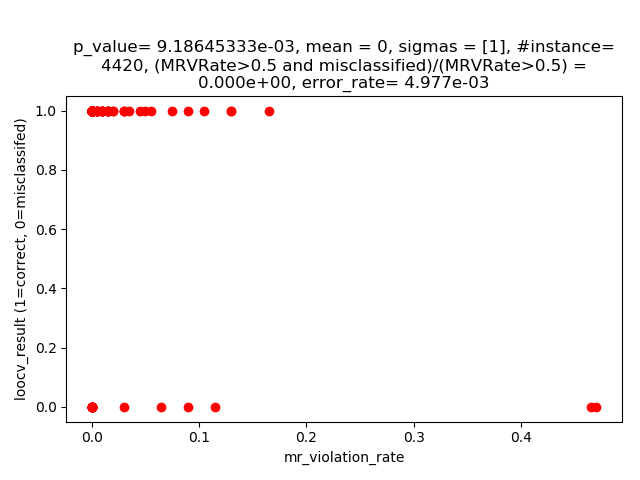 p_value= 9.18645333e-03, mean = 0, sigmas = [1], #instance=
4420, (MRVRate>0.5 and misclassified)/(MRVRate>0.5) =
0.000e+00, error_rate= 4.977e-03
1.0
0.8
0.6
0.4
0.2
0.0
loocv_result (1=correct, 0=misclassifed)
0.0 0.1 0.2 0.3 0.4
mr_violation_rate